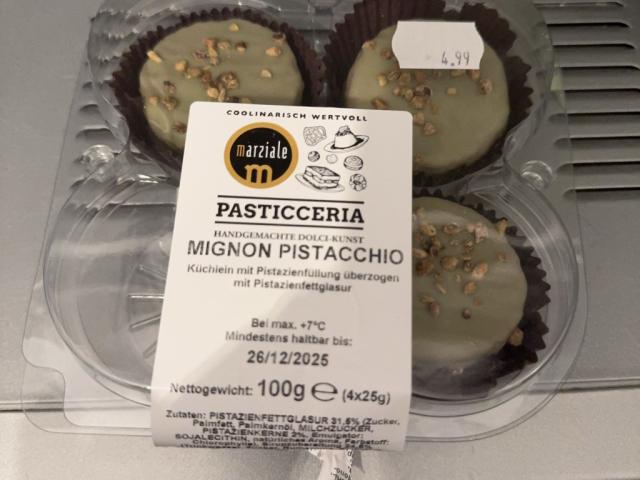 4.99
COOLINARISCH WERTVOLL
marziale
m
PASTICCERIA
HANDGEMACHTE DOLCI-KUNST
MIGNON PISTACCHIO
Küchlein mit Pistazienfüllung überzogen
mit Pistazienfettglasur
Bei max. +7°C
Mindestens haltbar bis:
26/12/2025
Nettogewicht: 100g ℮ (4x25g)
Zutaten: PISTAZIENFETTGLASUR 31,5% (Zucker,
Palmfett, Palmkernöl, MILCHZUCKER,
PISTAZIENKERNE 2%, Emulgator:
SOJALECITHIN, natürliches Aroma, Farbstoff: